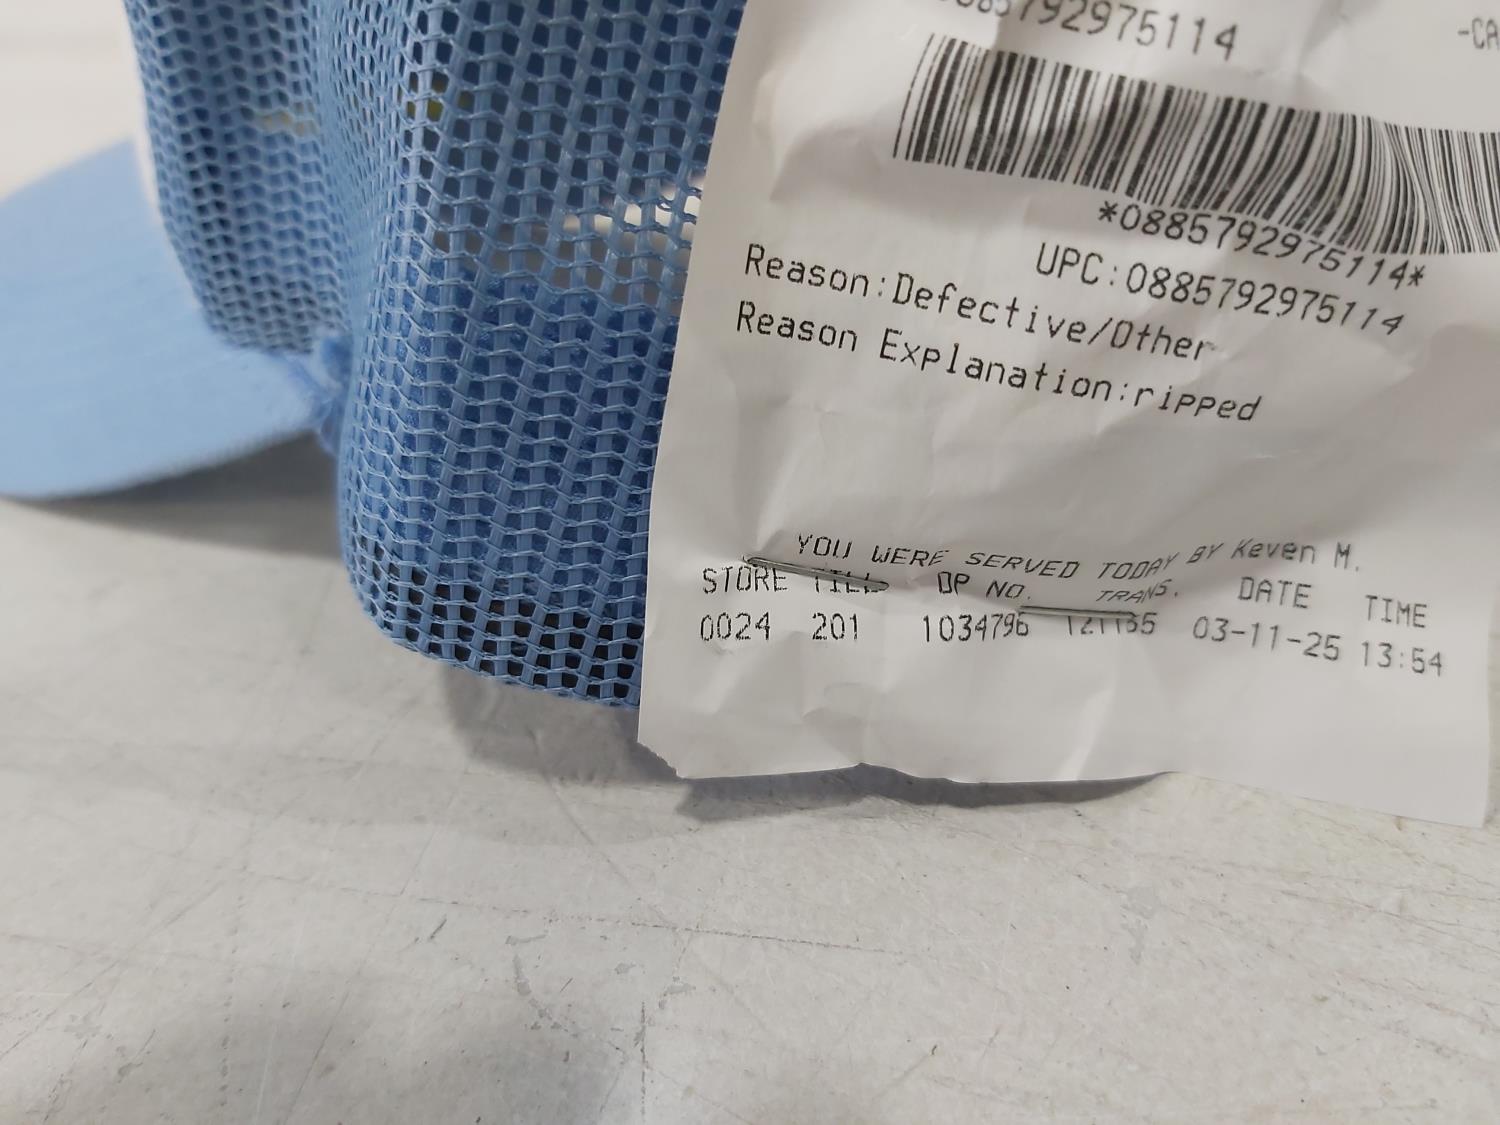 0885792975114
-CA
*0885792975114*
UPC:0885792975114
Reason:Defective/Other
Reason Explanation:ripped
YOU WERE SERVED TODAY BY Keven M.
STORE TILL OP NO. TRANS. DATE TIME
0024 201 1034796 03-11-25 13:54